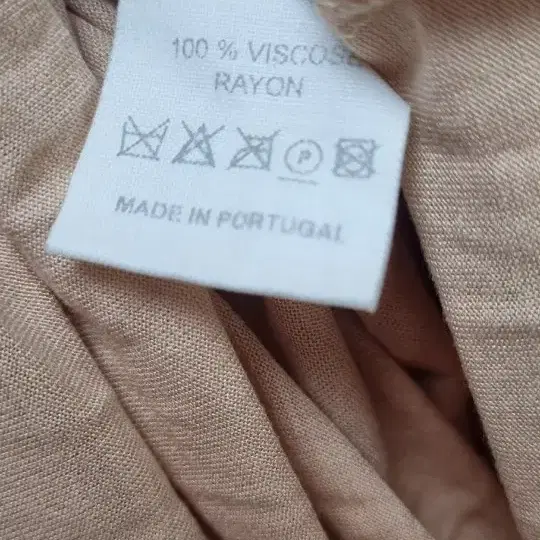 100 % VISCOSE
RAYON
P
MADE IN PORTUGAL